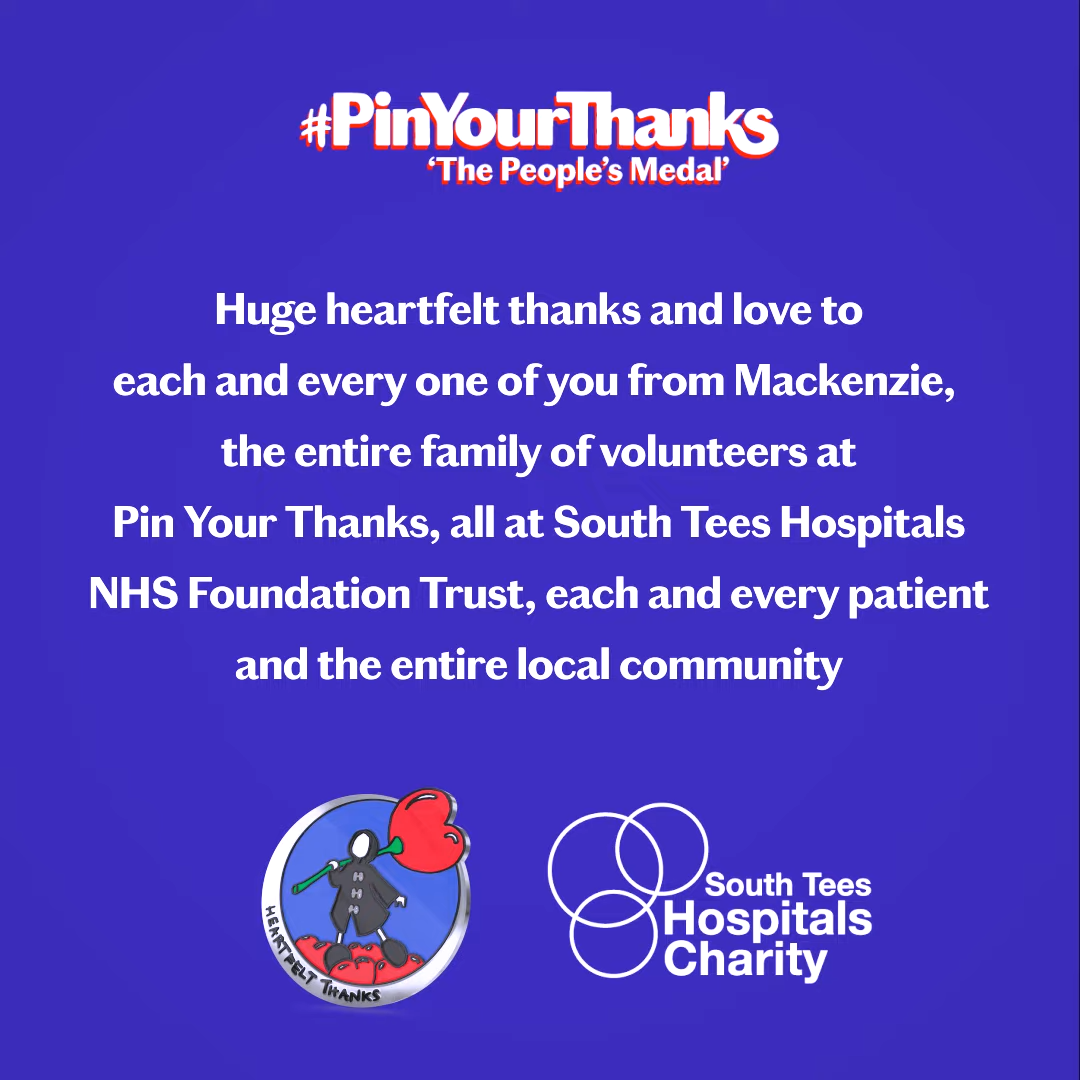 #PinYourThanks
‘The People’s Medal’
Huge heartfelt thanks and love to
each and every one of you from Mackenzie,
the entire family of volunteers at
Pin Your Thanks, all at South Tees Hospitals
NHS Foundation Trust, each and every patient
and the entire local community
HEARTFELT THANKS
South Tees
Hospitals
Charity